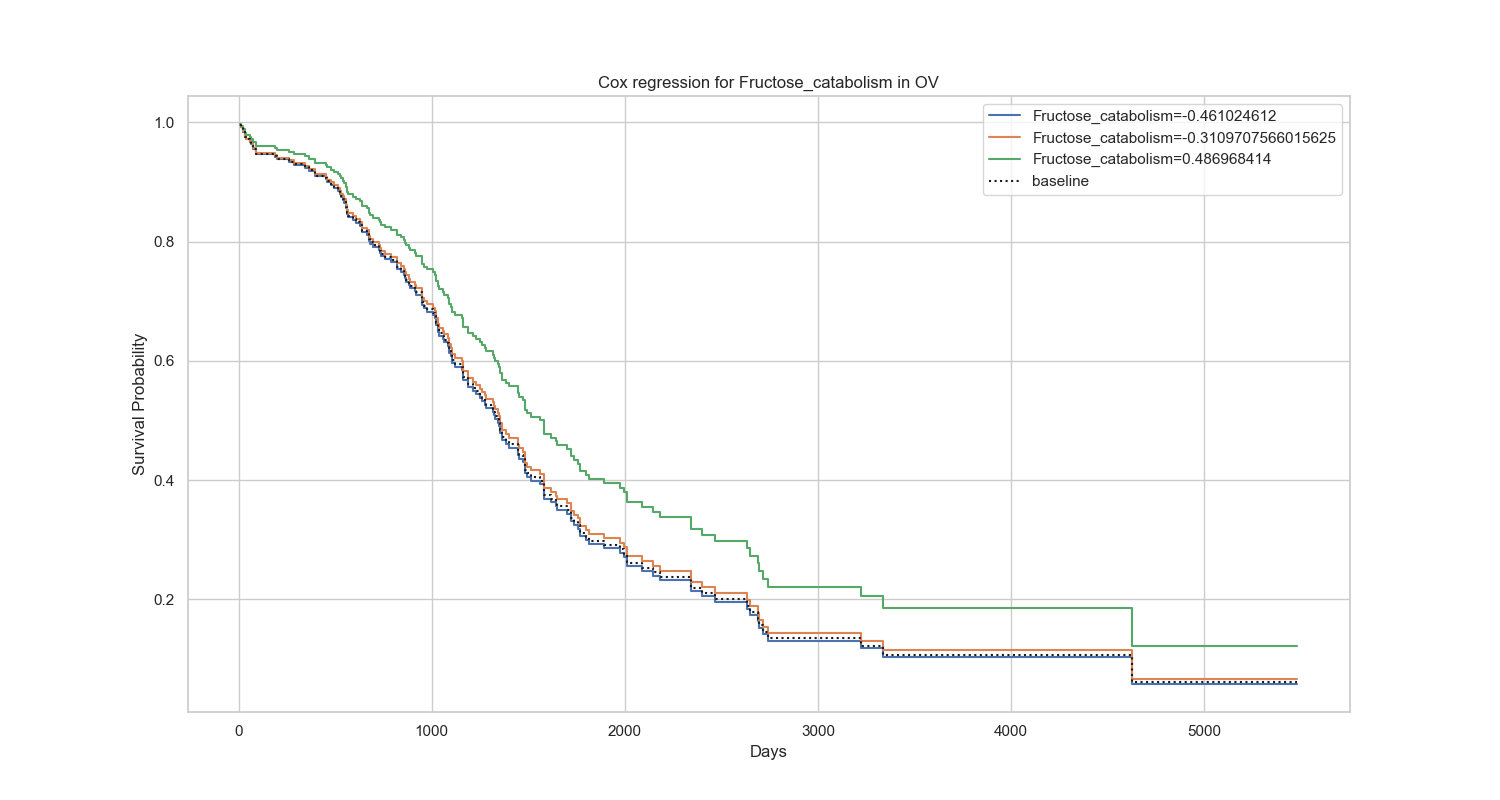 Cox regression for Fructose_catabolism in OV
Fructose_catabolism=-0.461024612
Fructose_catabolism=-0.3109707566015625
Fructose_catabolism=0.486968414
baseline
1.0
0.8
0.6
0.4
0.2
Survival Probability
0
1000
2000
3000
4000
5000
Days